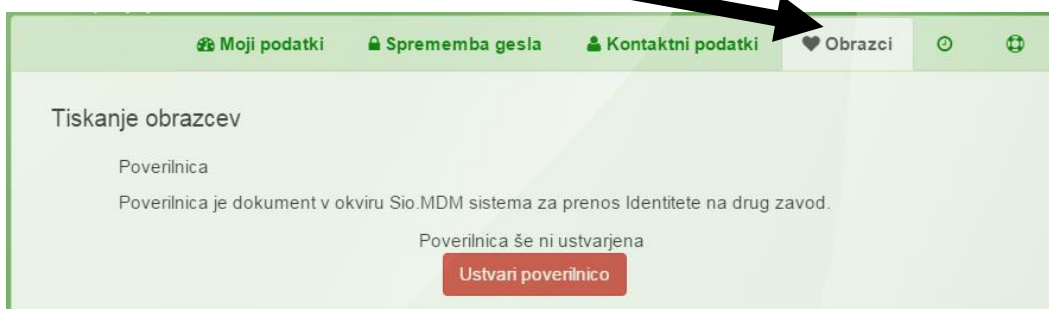 Moji podatki Sprememba gesla Kontaktni podatki Obrazci
Tiskanje obrazcev
Poverilnica
Poverilnica je dokument v okviru Sio.MDM sistema za prenos Identitete na drug zavod.
Poverilnica še ni ustvarjena
Ustvari poverilnico